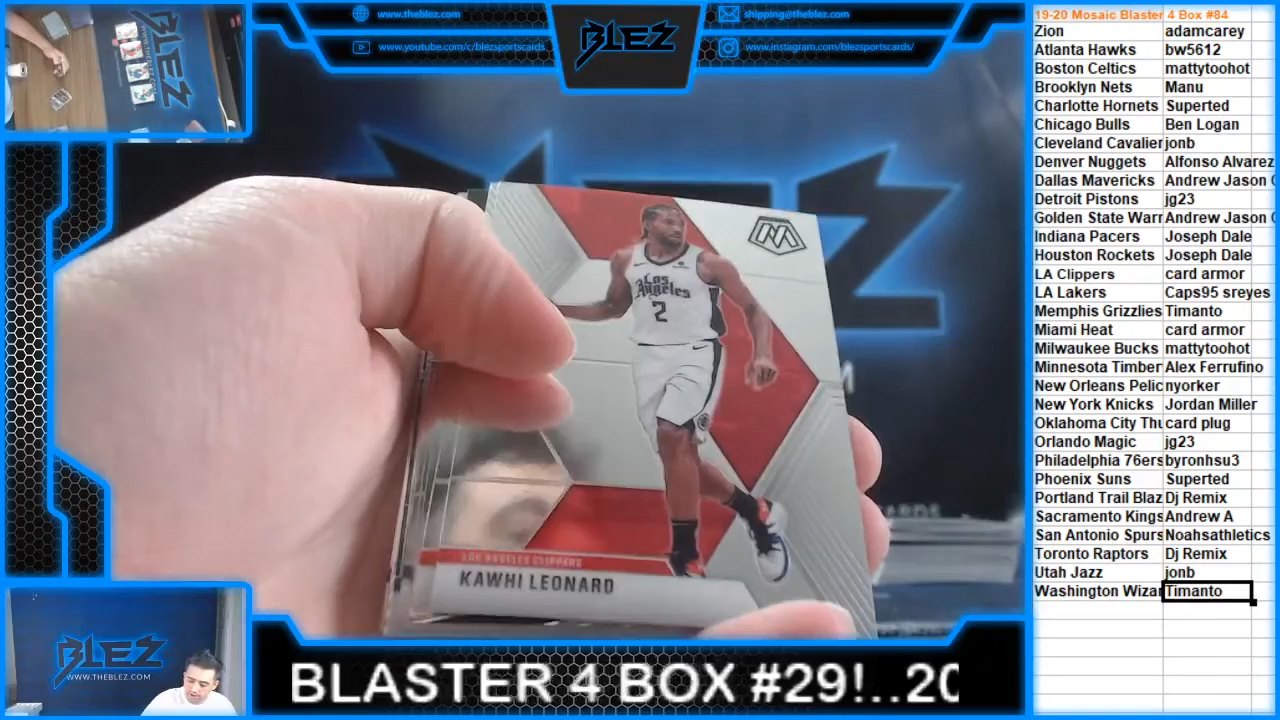 www.theblez.com
www.youtube.com/c/blezsportscards
BLEZ
shipping@theblez.com
www.instagram.com/blezsportscards/
BLEZ
Los
Angeles
2
LOS ANGELES CLIPPERS
KAWHI LEONARD
BLEZ
WWW.THEBLEZ.COM
BLASTER 4 BOX #29!..20
19-20 Mosaic Blaster 4 Box #84
Zion adamcarey
Atlanta Hawks bw5612
Boston Celtics mattytoohot
Brooklyn Nets Manu
Charlotte Hornets Superted
Chicago Bulls Ben Logan
Cleveland Cavalier jonb
Denver Nuggets Alfonso Alvarez
Dallas Mavericks Andrew Jason
Detroit Pistons jg23
Golden State Warr Andrew Jason
Indiana Pacers Joseph Dale
Houston Rockets Joseph Dale
LA Clippers card armor
LA Lakers Caps95 sreyes
Memphis Grizzlies Timanto
Miami Heat card armor
Milwaukee Bucks mattytoohot
Minnesota Timber Alex Ferrufino
New Orleans Pelic nyorker
New York Knicks Jordan Miller
Oklahoma City Thu card plug
Orlando Magic jg23
Philadelphia 76ers byronhsu3
Phoenix Suns Superted
Portland Trail Blaz Dj Remix
Sacramento Kings Andrew A
San Antonio Spurs Noahsathletics
Toronto Raptors Dj Remix
Utah Jazz jonb
Washington Wizar Timanto